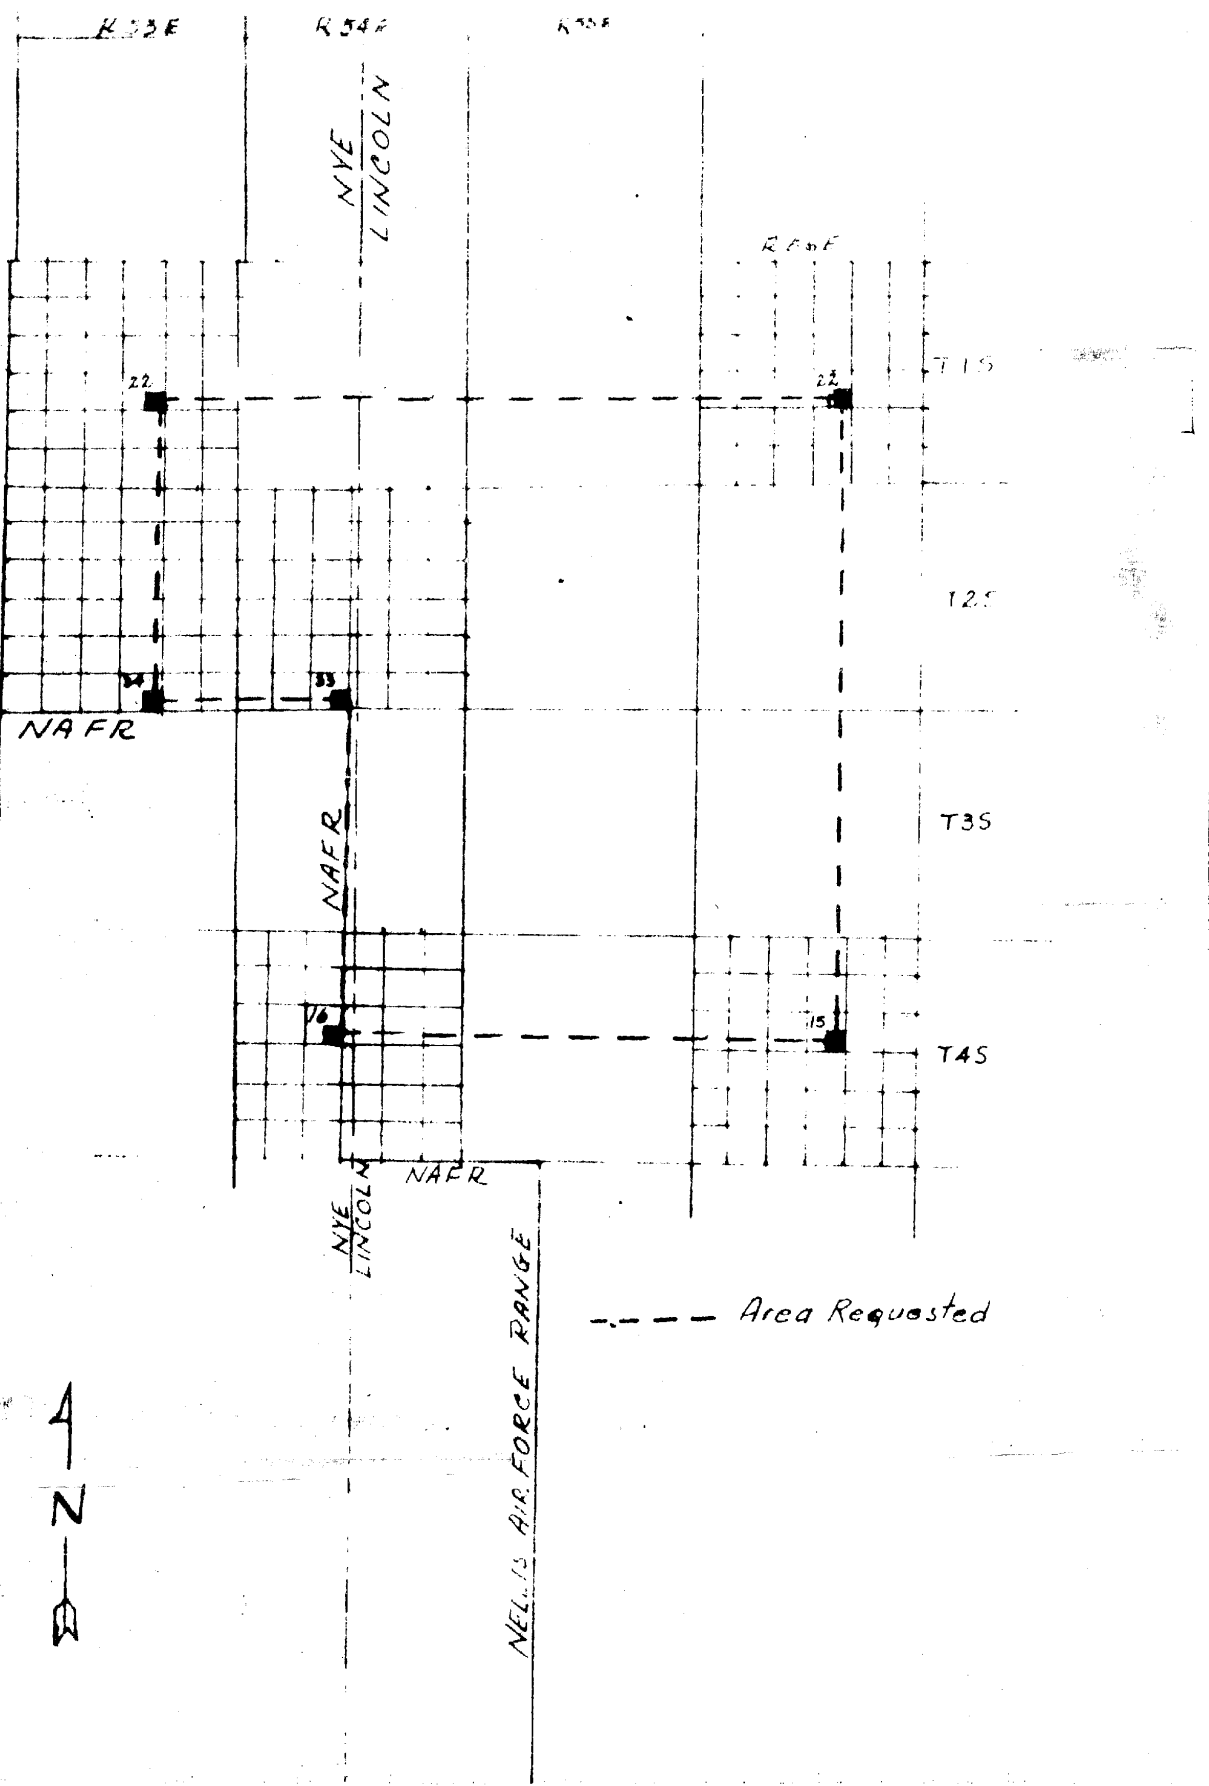 R 53 E
R 54 E
R 55 E
NYE
LINCOLN
T 1 S
22
22
T 2 S
34
33
NAFR
NAFR
T 3 S
16
15
T 4 S
NAFR
NYE
LINCOLN
NELLIS AIR FORCE RANGE
Area Requested
N